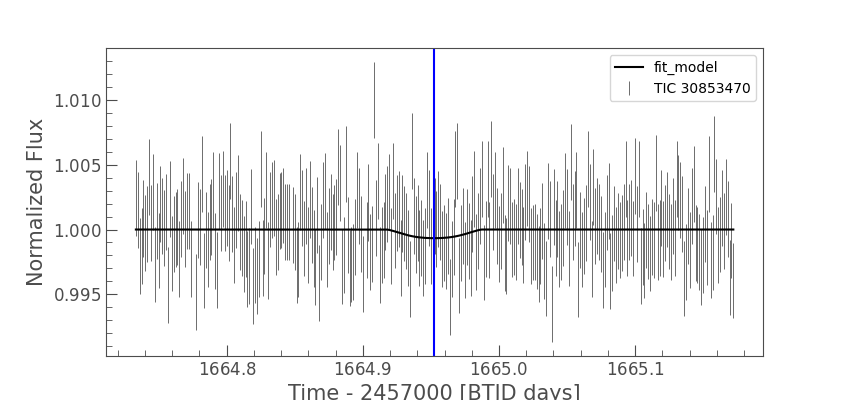 fit_model
TIC 30853470
1.010
1.005
1.000
0.995
Normalized Flux
1664.8 1664.9 1665.0 1665.1
Time - 2457000 [BTJD days]